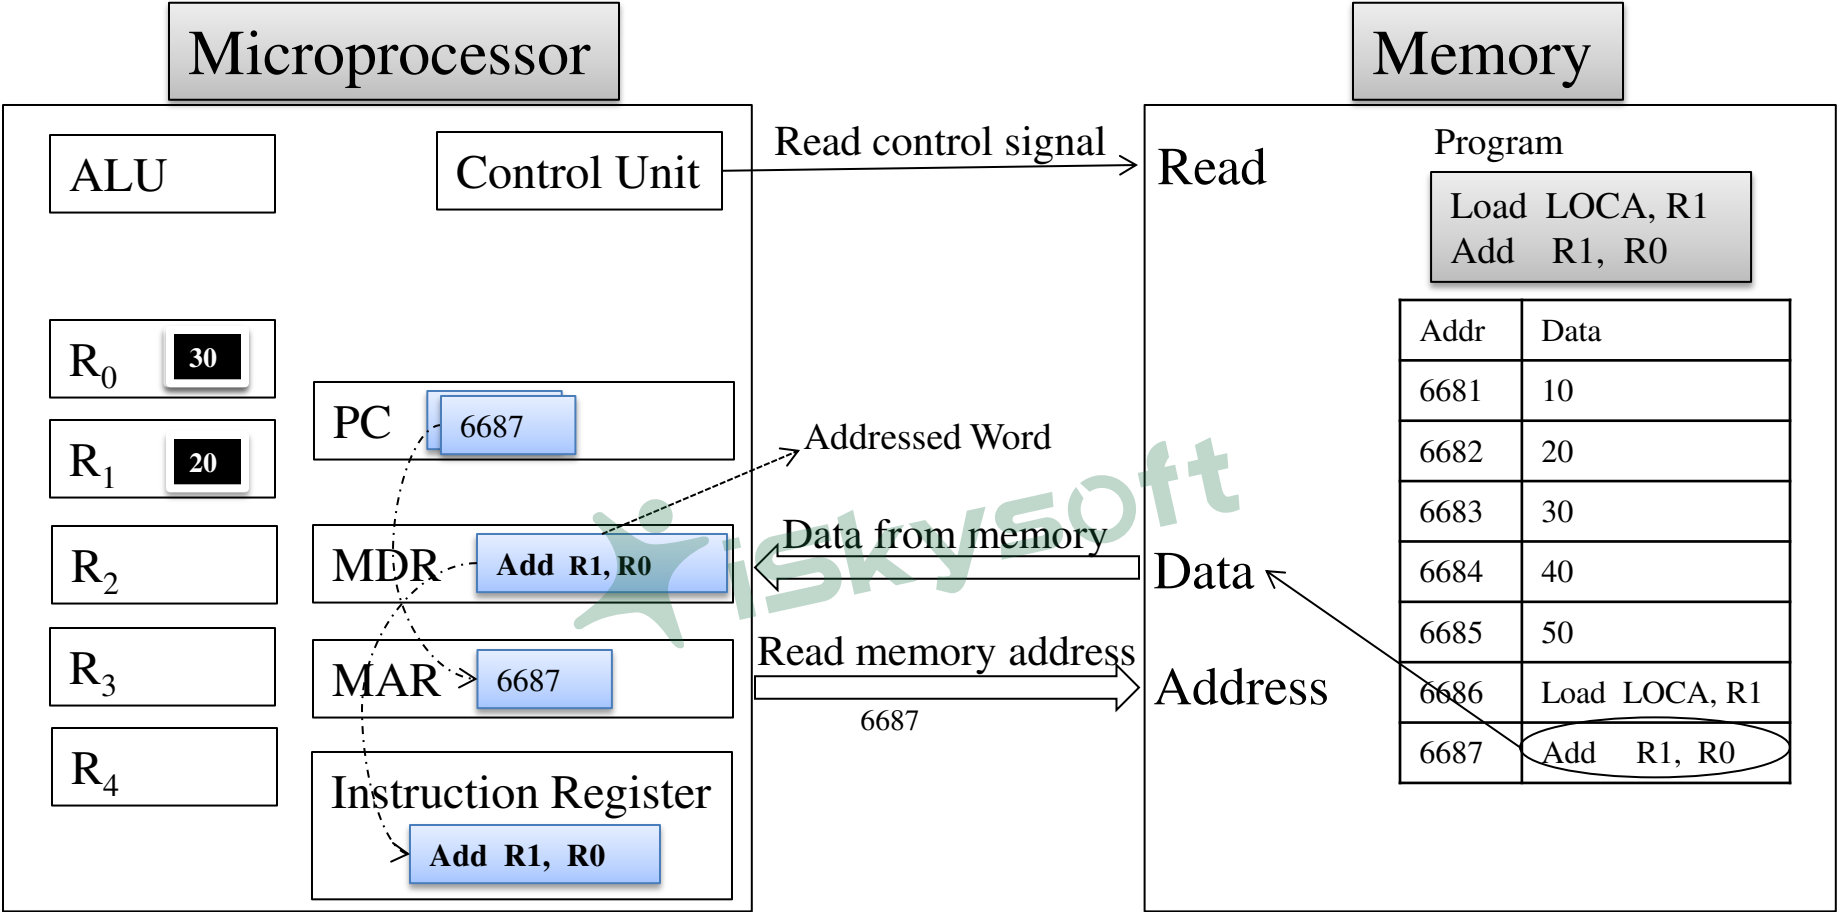 Microprocessor
Memory
ALU
Control Unit
Read control signal
Read
Program
Load LOCA, R1
Add R1, R0
R0 30
R1 20
R2
R3
R4
PC 6687
Addressed Word
MDR Add R1, R0
Data from memory
Data
MAR 6687
Read memory address
6687
Address
Instruction Register
Add R1, R0
Addr Data
6681 10
6682 20
6683 30
6684 40
6685 50
6686 Load LOCA, R1
6687 Add R1, R0
iskysoft